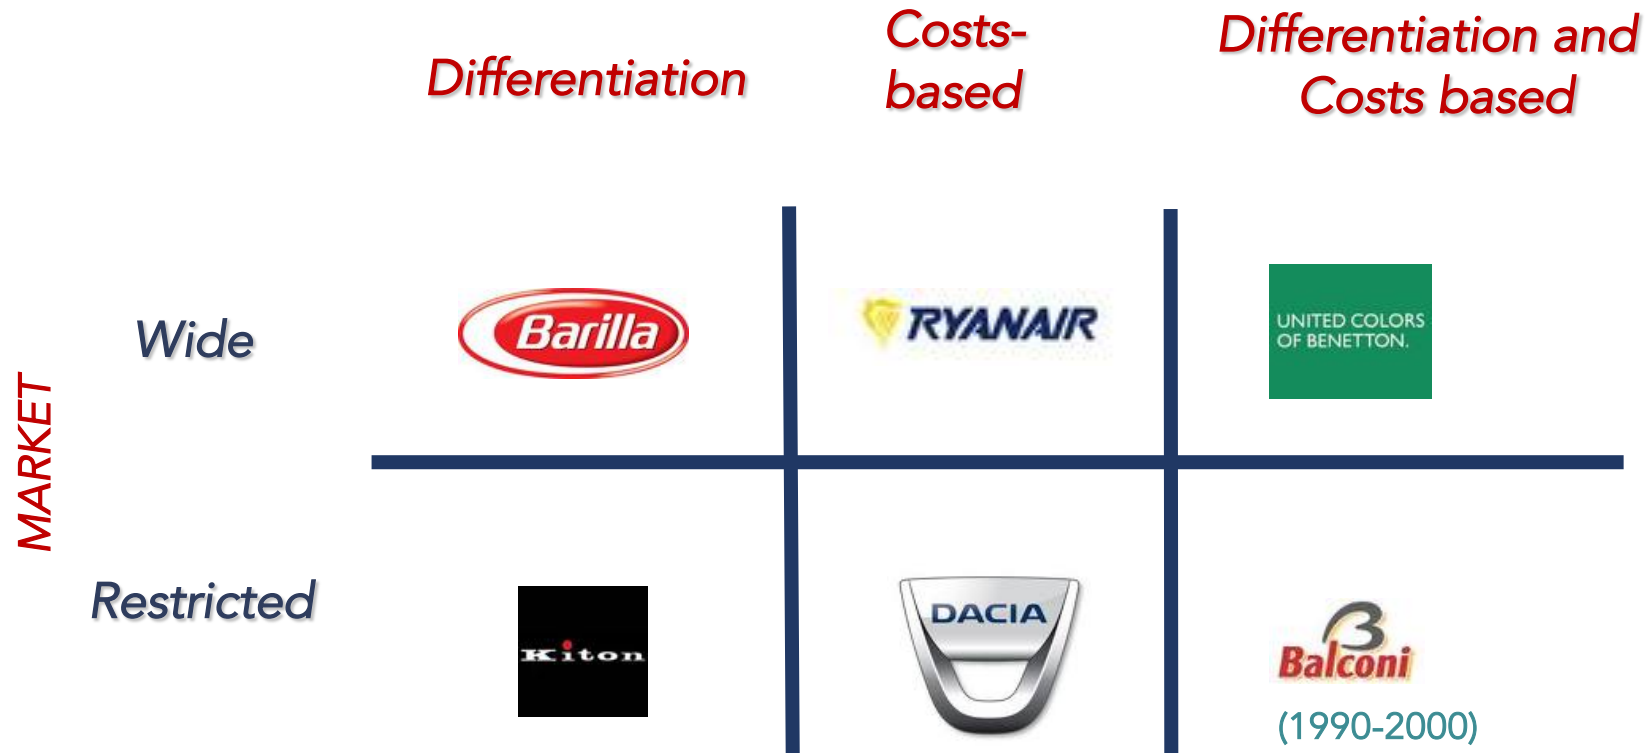 Differentiation
Costs-
based
Differentiation and
Costs based
MARKET
Wide
Barilla
RYANAIR
UNITED COLORS
OF BENETTON.
Restricted
Kiton
DACIA
Balconi
(1990-2000)